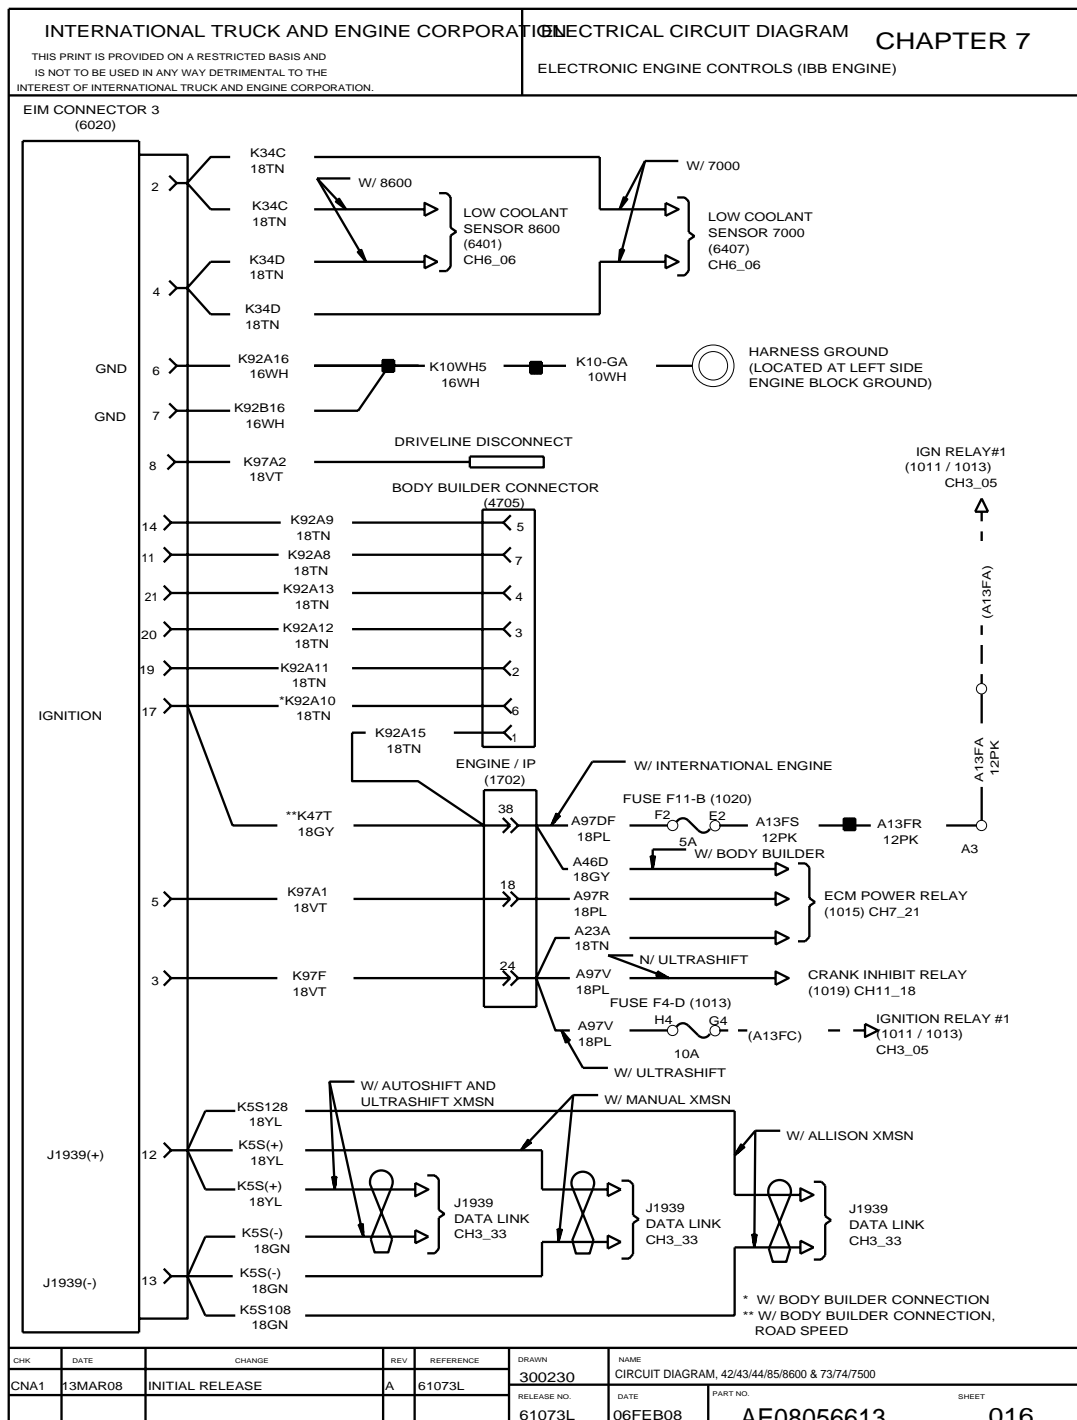 INTERNATIONAL TRUCK AND ENGINE CORPORATION
THIS PRINT IS PROVIDED ON A RESTRICTED BASIS AND
IS NOT TO BE USED IN ANY WAY DETRIMENTAL TO THE
INTEREST OF INTERNATIONAL TRUCK AND ENGINE CORPORATION.
ELECTRICAL CIRCUIT DIAGRAM
CHAPTER 7
ELECTRONIC ENGINE CONTROLS (IBB ENGINE)
EIM CONNECTOR 3
(6020)
2
K34C
18TN
K34C
18TN
W/ 8600
LOW COOLANT
SENSOR 8600
(6401)
CH6_06
W/ 7000
LOW COOLANT
SENSOR 7000
(6407)
CH6_06
4
K34D
18TN
K34D
18TN
GND
6
K92A16
16WH
K10WH5
16WH
K10-GA
10WH
HARNESS GROUND
(LOCATED AT LEFT SIDE
ENGINE BLOCK GROUND)
GND
7
K92B16
16WH
8
K97A2
18VT
DRIVELINE DISCONNECT
BODY BUILDER CONNECTOR
(4705)
14
K92A9
18TN
5
11
K92A8
18TN
7
21
K92A13
18TN
4
20
K92A12
18TN
3
19
K92A11
18TN
2
IGNITION
17
*K92A10
18TN
6
K92A15
18TN
1
IGN RELAY#1
(1011 / 1013)
CH3_05
(A13FA)
A13FA
12PK
ENGINE / IP
(1702)
W/ INTERNATIONAL ENGINE
**K47T
18GY
38
A97DF
18PL
FUSE F11-B (1020)
F2
E2
5A
A13FS
12PK
A13FR
12PK
A3
W/ BODY BUILDER
A46D
18GY
5
K97A1
18VT
18
A97R
18PL
ECM POWER RELAY
(1015) CH7_21
A23A
18TN
N/ ULTRASHIFT
3
K97F
18VT
24
A97V
18PL
CRANK INHIBIT RELAY
(1019) CH11_18
FUSE F4-D (1013)
A97V
18PL
H4
G4
10A
(A13FC)
IGNITION RELAY #1
(1011 / 1013)
CH3_05
W/ ULTRASHIFT
W/ AUTOSHIFT AND
ULTRASHIFT XMSN
W/ MANUAL XMSN
W/ ALLISON XMSN
J1939(+)
12
K5S128
18YL
K5S(+)
18YL
K5S(+)
18YL
J1939
DATA LINK
CH3_33
J1939
DATA LINK
CH3_33
J1939
DATA LINK
CH3_33
J1939(-)
13
K5S(-)
18GN
K5S(-)
18GN
K5S108
18GN
* W/ BODY BUILDER CONNECTION
** W/ BODY BUILDER CONNECTION,
ROAD SPEED
CHK DATE CHANGE REV REFERENCE
CNA1 13MAR08 INITIAL RELEASE A 61073L
DRAWN
300230
NAME
CIRCUIT DIAGRAM, 42/43/44/85/8600 & 73/74/7500
RELEASE NO.
61073L
DATE
06FEB08
PART NO.
AE08056613
SHEET
016